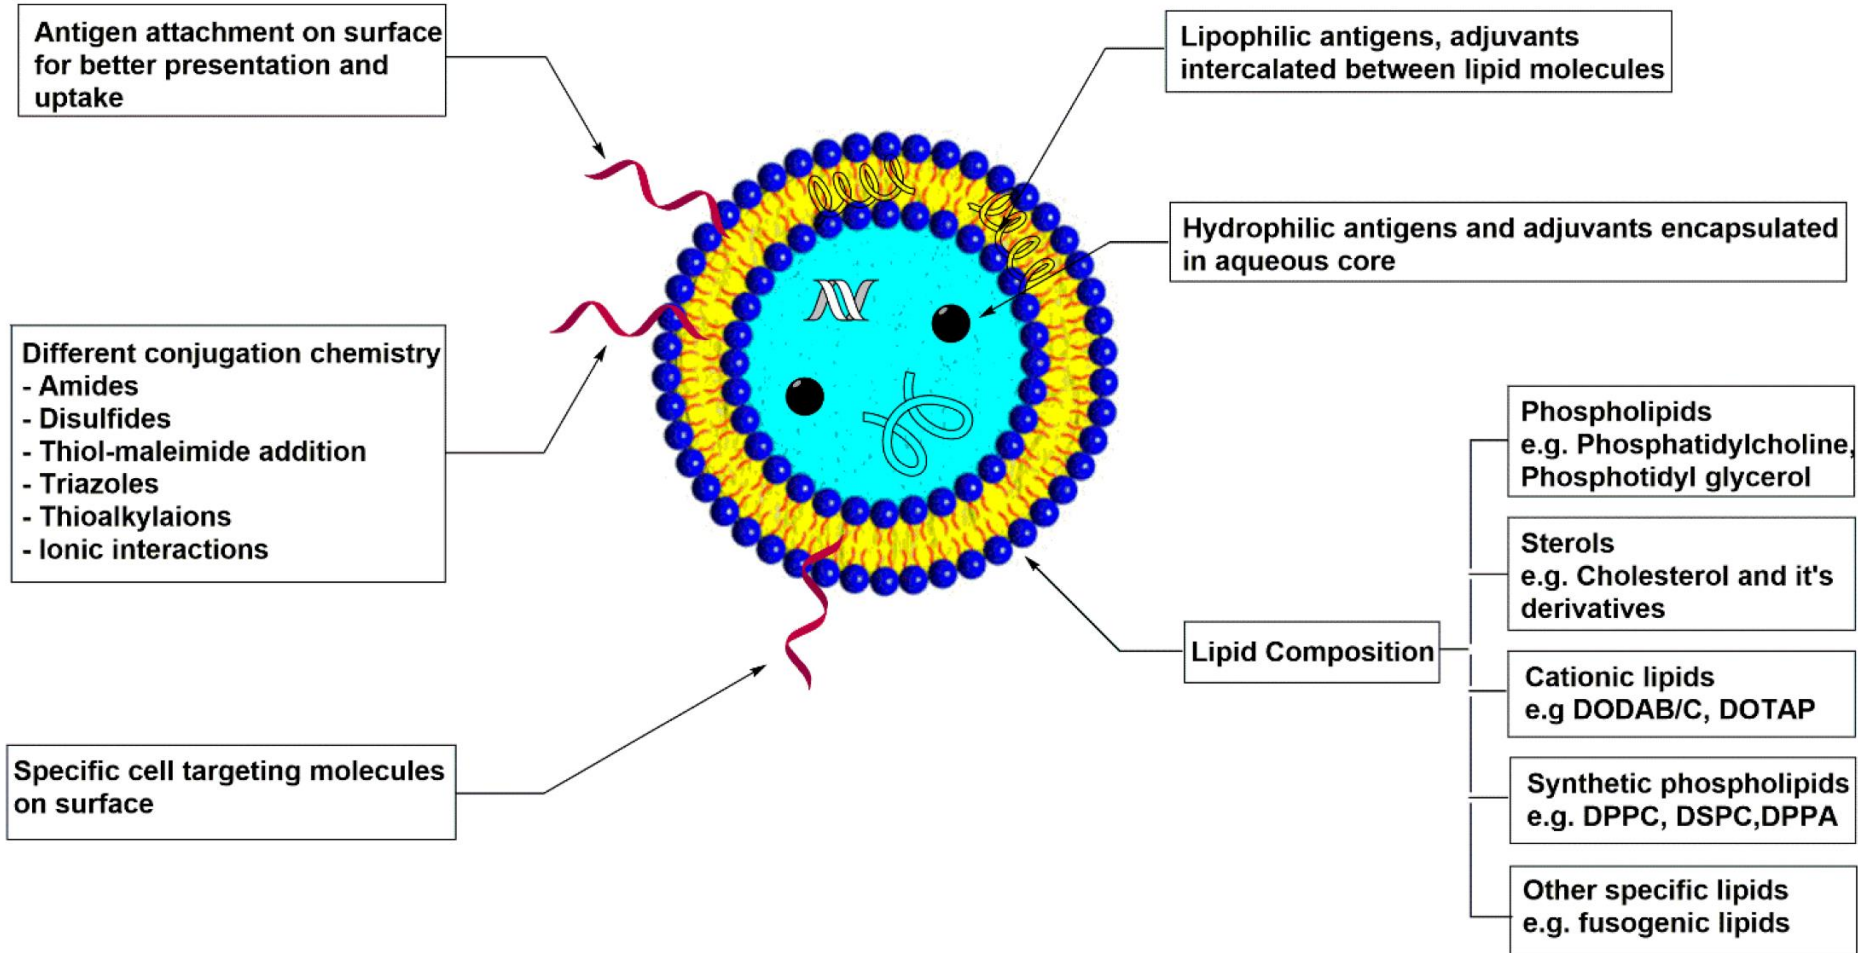 Antigen attachment on surface
for better presentation and
uptake
Lipophilic antigens, adjuvants
intercalated between lipid molecules
Hydrophilic antigens and adjuvants encapsulated
in aqueous core
Different conjugation chemistry
- Amides
- Disulfides
- Thiol-maleimide addition
- Triazoles
- Thioalkylaions
- Ionic interactions
Specific cell targeting molecules
on surface
Lipid Composition
Phospholipids
e.g. Phosphatidylcholine,
Phosphotidyl glycerol
Sterols
e.g. Cholesterol and it's
derivatives
Cationic lipids
e.g DODAB/C, DOTAP
Synthetic phospholipids
e.g. DPPC, DSPC,DPPA
Other specific lipids
e.g. fusogenic lipids